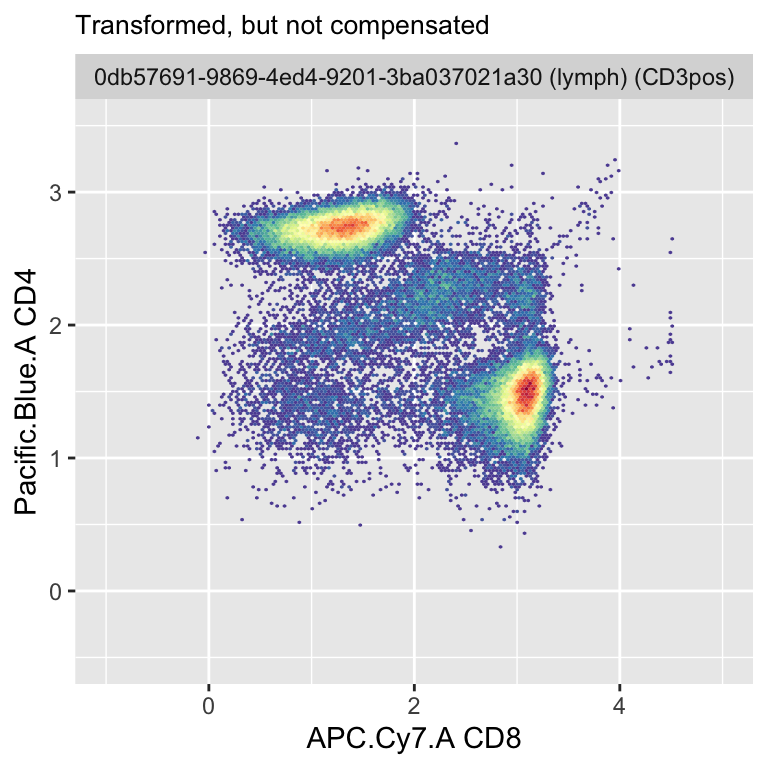 Transformed, but not compensated
0db57691-9869-4ed4-9201-3ba037021a30 (lymph) (CD3pos)
3
2
1
0
Pacific.Blue.A CD4
0 2 4
APC.Cy7.A CD8